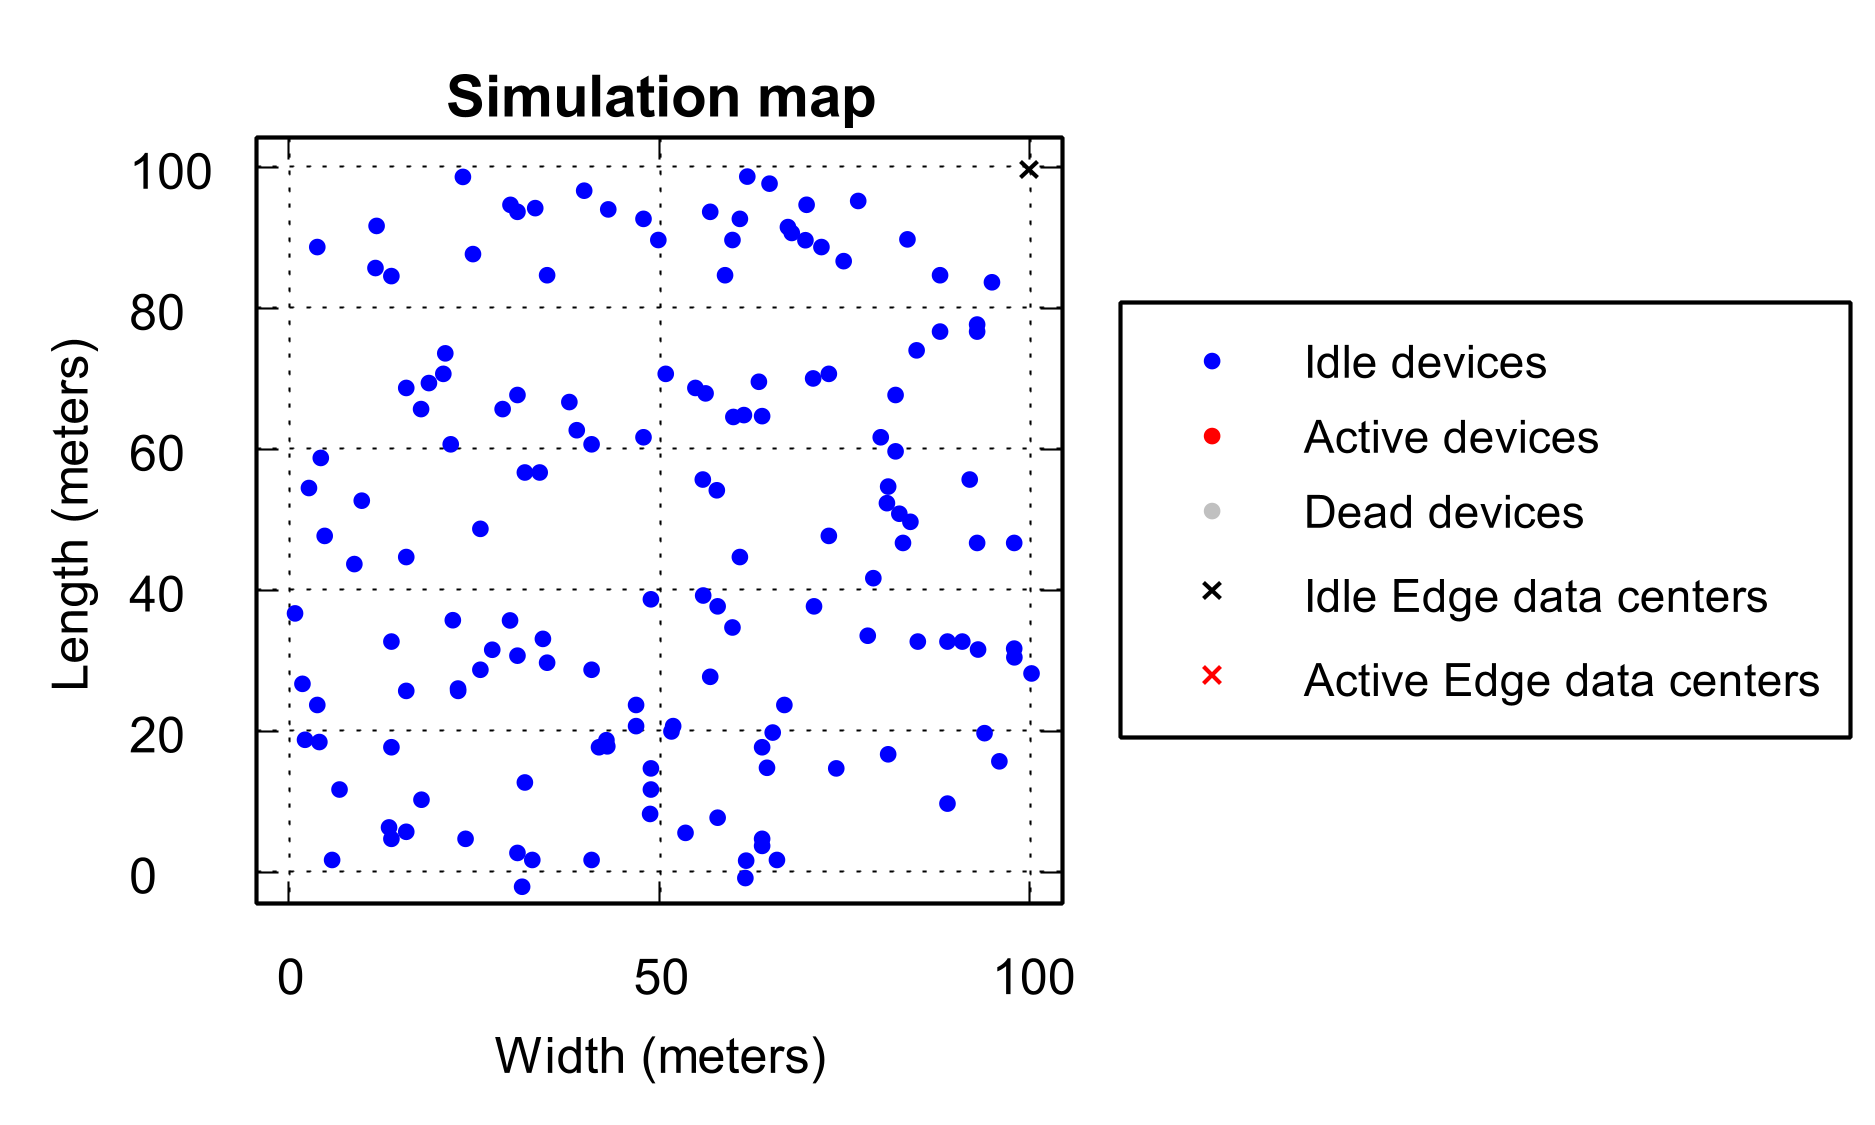 Simulation map
100
80
60
40
20
0
Length (meters)
0 50 100
Width (meters)
Idle devices
Active devices
Dead devices
Idle Edge data centers
Active Edge data centers